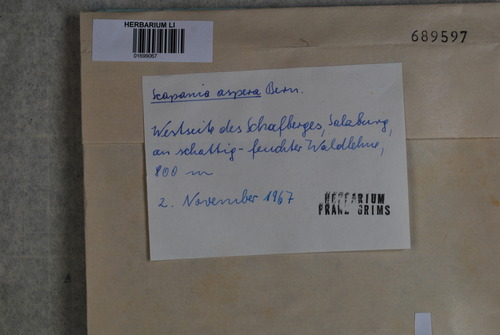 HERBARIUM LI
01699067
689597
Scapania aspera Bern.
Westseite des Schafberges, Salzburg,
an schattig-feuchter Waldlehne,
800 m
2. November 1967
HERBARIUM
FRANZ GRIMS